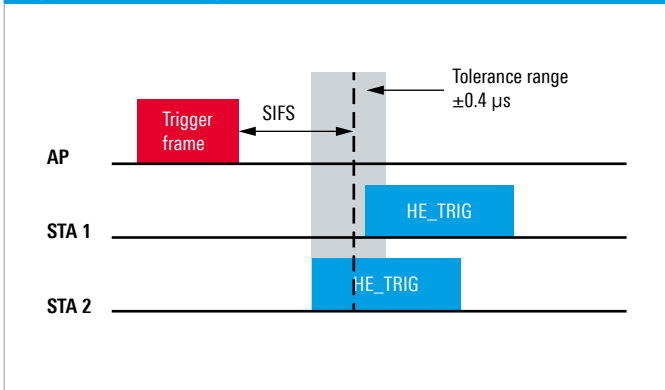 Tolerance range
±0.4 µs
Trigger
frame
SIFS
AP
HE_TRIG
STA 1
HE_TRIG
STA 2